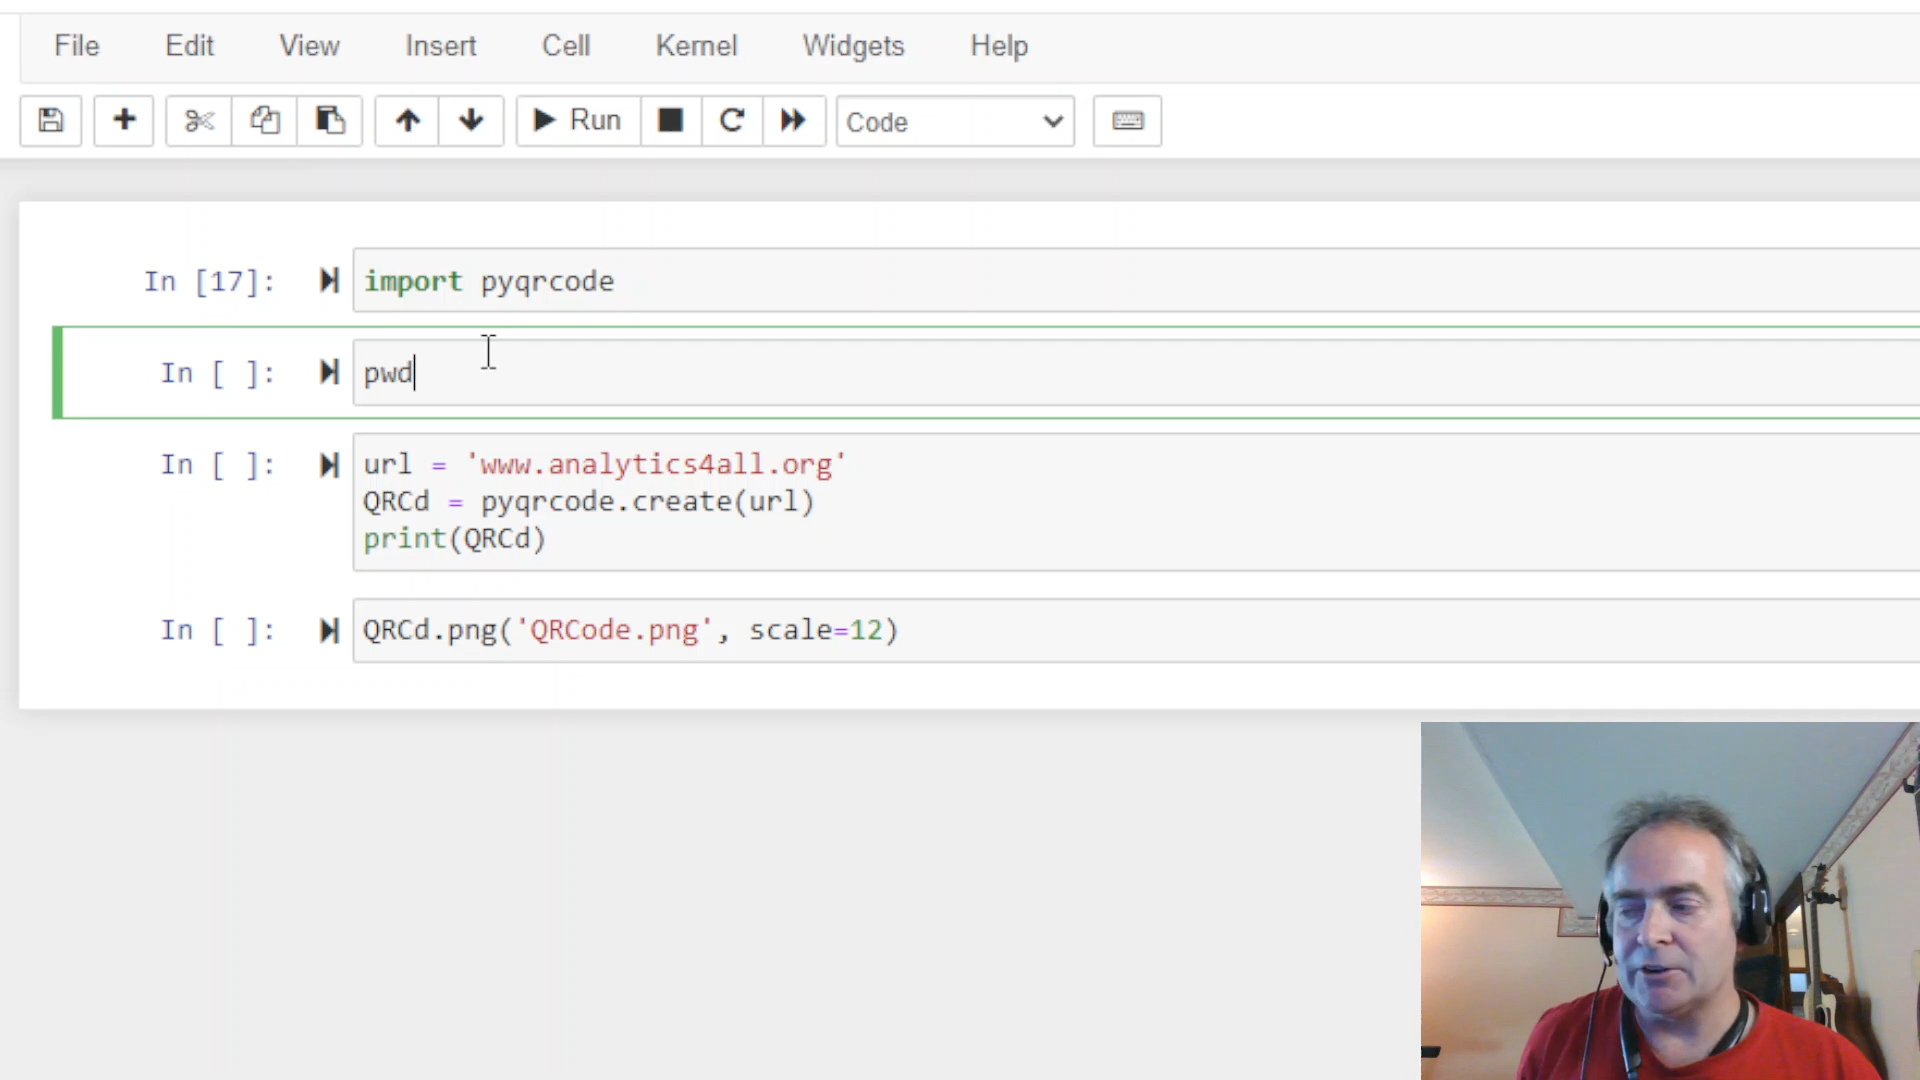 File Edit View Insert Cell Kernel Widgets Help
Run Code
In [17]: import pyqrcode
In [ ]: pwd
In [ ]: url = 'www.analytics4all.org'
QRCd = pyqrcode.create(url)
print(QRCd)
In [ ]: QRCd.png('QRCode.png', scale=12)